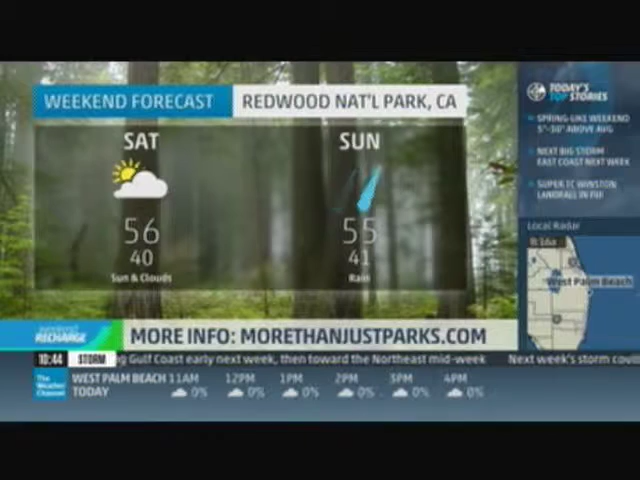 WEEKEND FORECAST
REDWOOD NAT'L PARK, CA
SAT
56
40
Sun & Clouds
SUN
55
41
Rain
TODAY'S
TOP STORIES
SPRING-LIKE WEEKEND
ABOVE AVG
NEXT BIG STORM
EAST COAST NEXT WEEK
SUPER TC WINSTON
LANDFALL IN FIJI
Local Radar
West Palm Beach
weekend
RECHARGE
MORE INFO: MORETHANJUSTPARKS.COM
10:44
STORM
g Gulf Coast early next week, then toward the Northeast mid-week
Next week's storm coul
The
Weather
Channel
WEST PALM BEACH
TODAY
11AM 12PM 1PM 2PM 3PM 4PM
0% 0% 0% 0% 0% 0%